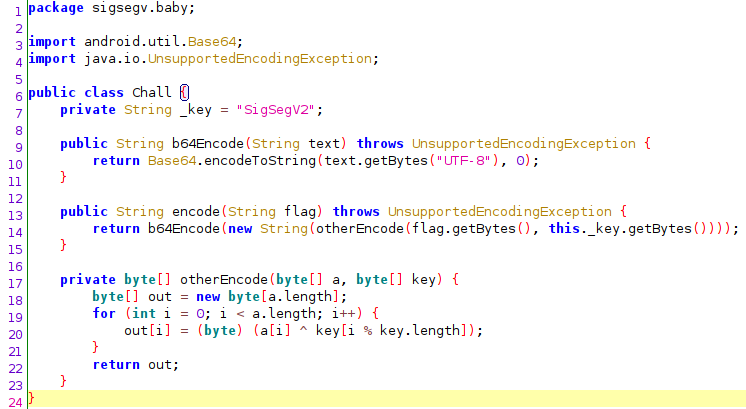 1 package sigsegv.baby;
2
3 import android.util.Base64;
4 import java.io.UnsupportedEncodingException;
5
6 public class Chall {
7     private String _key = "SigSegV2";
8
9     public String b64Encode(String text) throws UnsupportedEncodingException {
10         return Base64.encodeToString(text.getBytes("UTF-8"), 0);
11     }
12
13     public String encode(String flag) throws UnsupportedEncodingException {
14         return b64Encode(new String(otherEncode(flag.getBytes(), this._key.getBytes())));
15     }
16
17     private byte[] otherEncode(byte[] a, byte[] key) {
18         byte[] out = new byte[a.length];
19         for (int i = 0; i < a.length; i++) {
20             out[i] = (byte) (a[i] ^ key[i % key.length]);
21         }
22         return out;
23     }
24 }